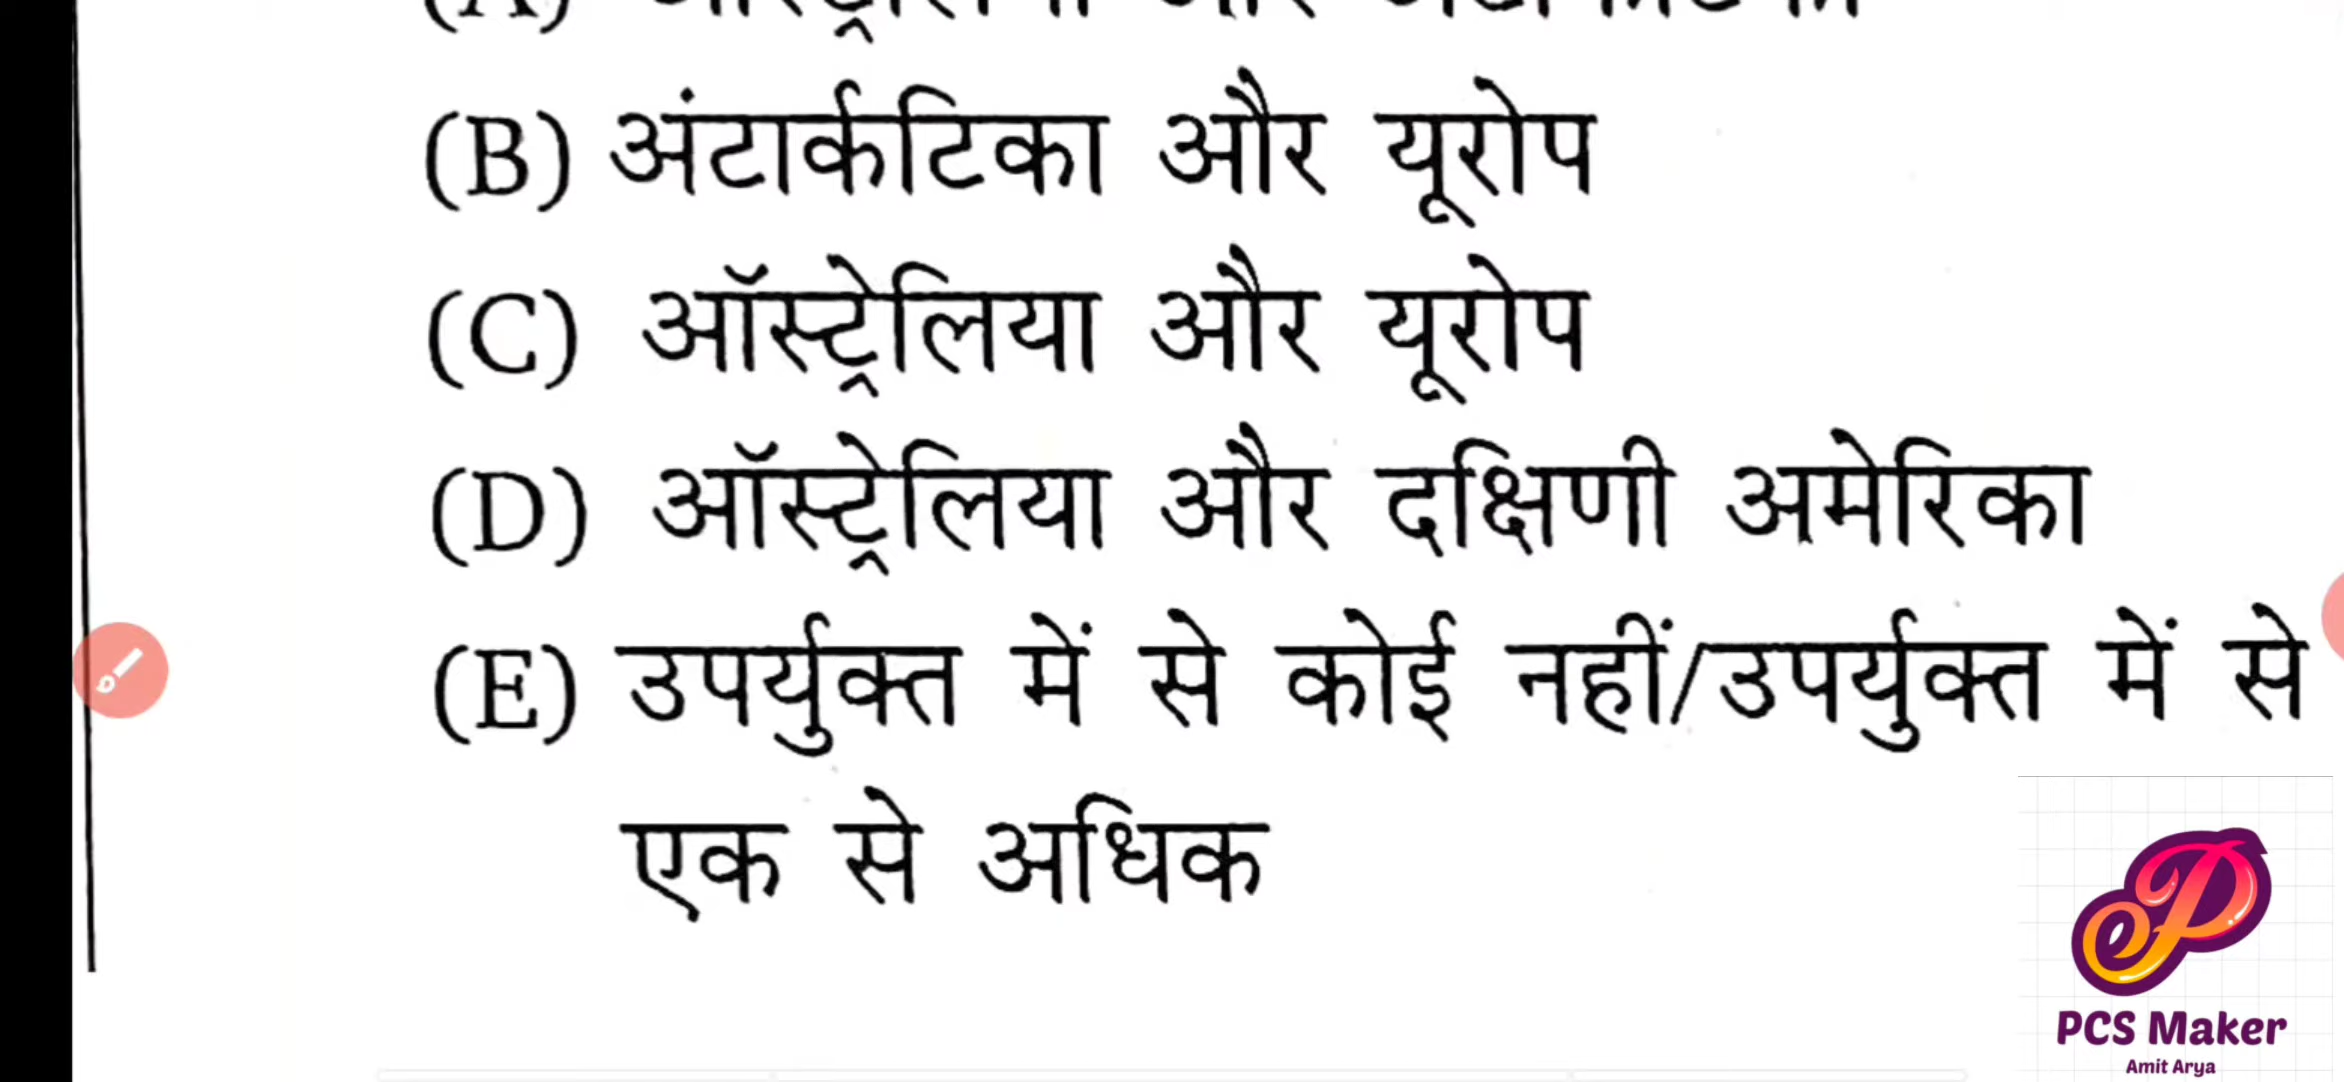 (B) अंटार्कटिका और यूरोप
(C) ऑस्ट्रेलिया और यूरोप
(D) ऑस्ट्रेलिया और दक्षिणी अमेरिका
(E) उपर्युक्त में से कोई नहीं/उपर्युक्त में से
एक से अधिक
PCS Maker
Amit Arya